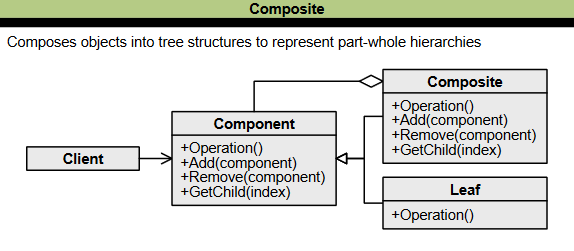 Composite
Composes objects into tree structures to represent part-whole hierarchies
Client
Component
+Operation()
+Add(component)
+Remove(component)
+GetChild(index)
Composite
+Operation()
+Add(component)
+Remove(component)
+GetChild(index)
Leaf
+Operation()